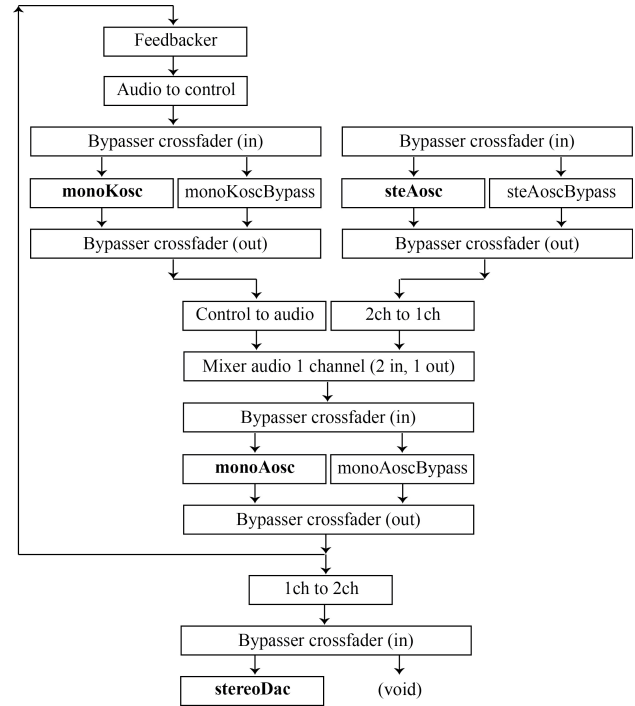 Feedbacker
Audio to control
Bypasser crossfader (in)
Bypasser crossfader (in)
monoKosc
monoKoscBypass
steAosc
steAoscBypass
Bypasser crossfader (out)
Bypasser crossfader (out)
Control to audio
2ch to 1ch
Mixer audio 1 channel (2 in, 1 out)
Bypasser crossfader (in)
monoAosc
monoAoscBypass
Bypasser crossfader (out)
1ch to 2ch
Bypasser crossfader (in)
stereoDac
(void)